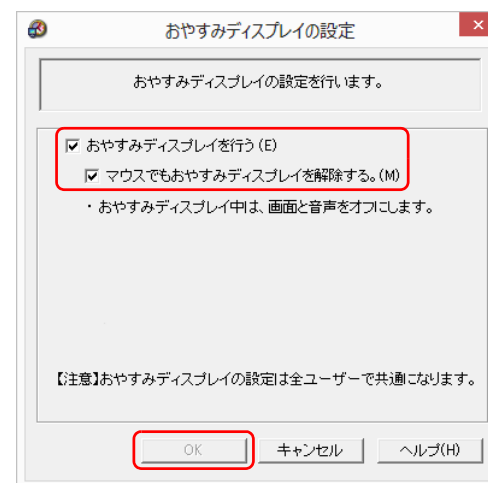 おやすみディスプレイの設定
おやすみディスプレイの設定を行います。
おやすみディスプレイを行う(E)
マウスでもおやすみディスプレイを解除する。(M)
・おやすみディスプレイ中は、画面と音声をオフにします。
【注意】おやすみディスプレイの設定は全ユーザーで共通になります。
OK キャンセル ヘルプ(H)